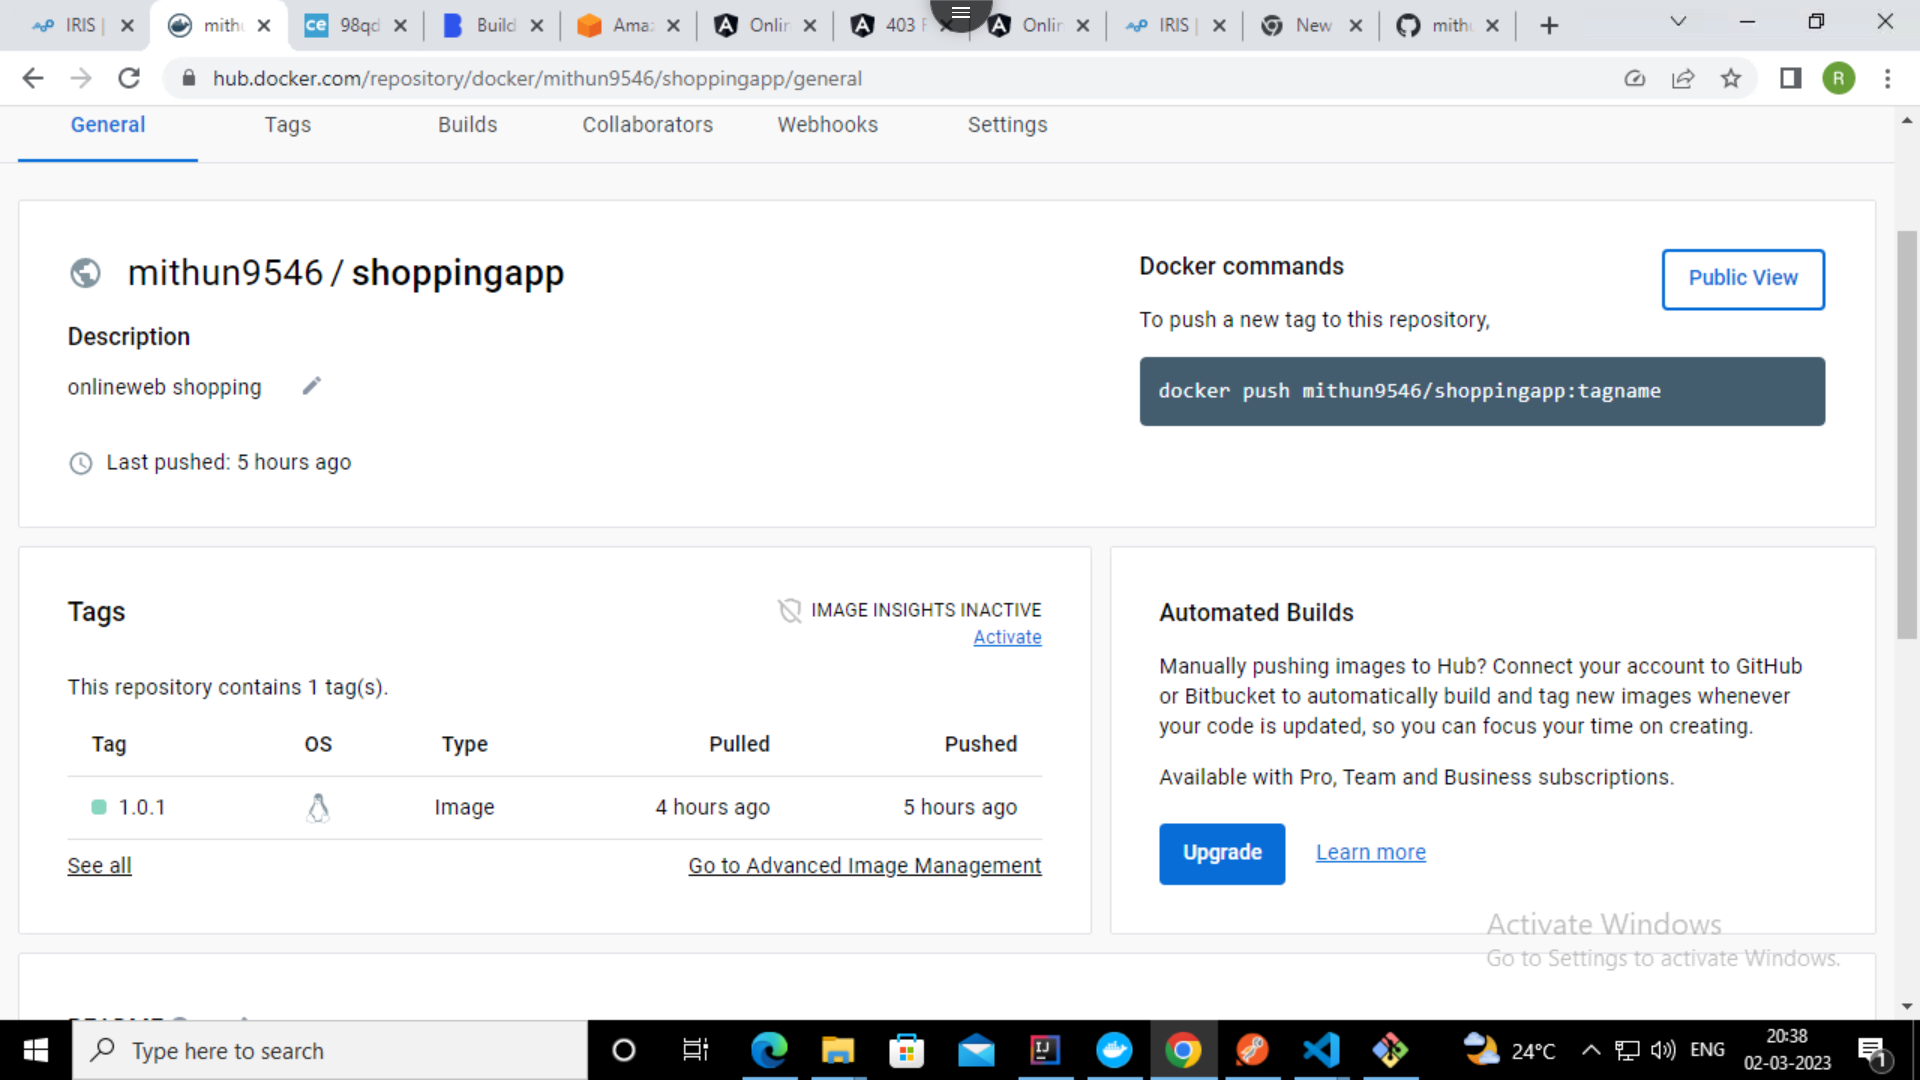 IRIS |
mith
98qd
Build
Ama
Onlin
403 F
Onlin
IRIS |
New
mith
hub.docker.com/repository/docker/mithun9546/shoppingapp/general
R
General Tags Builds Collaborators Webhooks Settings
mithun9546 / shoppingapp
Description
onlineweb shopping
Last pushed: 5 hours ago
Docker commands
Public View
To push a new tag to this repository,
docker push mithun9546/shoppingapp:tagname
Tags
IMAGE INSIGHTS INACTIVE
Activate
This repository contains 1 tag(s).
Tag OS Type Pulled Pushed
1.0.1 Image 4 hours ago 5 hours ago
See all Go to Advanced Image Management
Automated Builds
Manually pushing images to Hub? Connect your account to GitHub
or Bitbucket to automatically build and tag new images whenever
your code is updated, so you can focus your time on creating.
Available with Pro, Team and Business subscriptions.
Upgrade Learn more
Activate Windows
Go to Settings to activate Windows.
Type here to search
24°C
ENG
20:38
02-03-2023
1